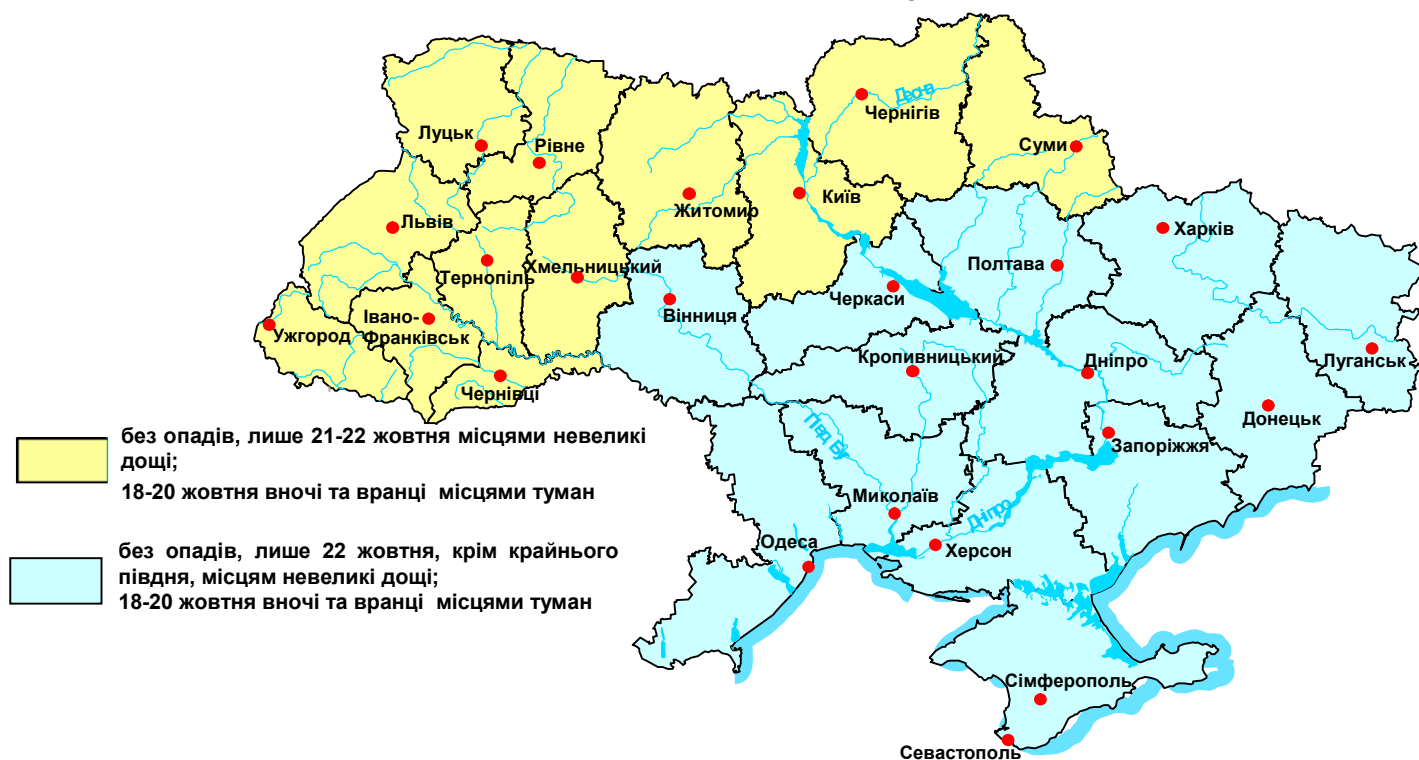 Десна
Чернігів
Луцьк
Рівне
Суми
Житомир
Київ
Львів
Харків
Тернопіль
Хмельницький
Полтава
Черкаси
Вінниця
Івано-
Франківськ
Ужгород
Кропивницький
Дніпро
Луганськ
Чернівці
Донецьк
Півд Буг
Запоріжжя
без опадів, лише 21-22 жовтня місцями невеликі
дощі;
18-20 жовтня вночі та вранці місцями туман
Миколаїв
Дніпро
Одеса
Херсон
без опадів, лише 22 жовтня, крім крайнього
півдня, місцям невеликі дощі;
18-20 жовтня вночі та вранці місцями туман
Сімферополь
Севастополь